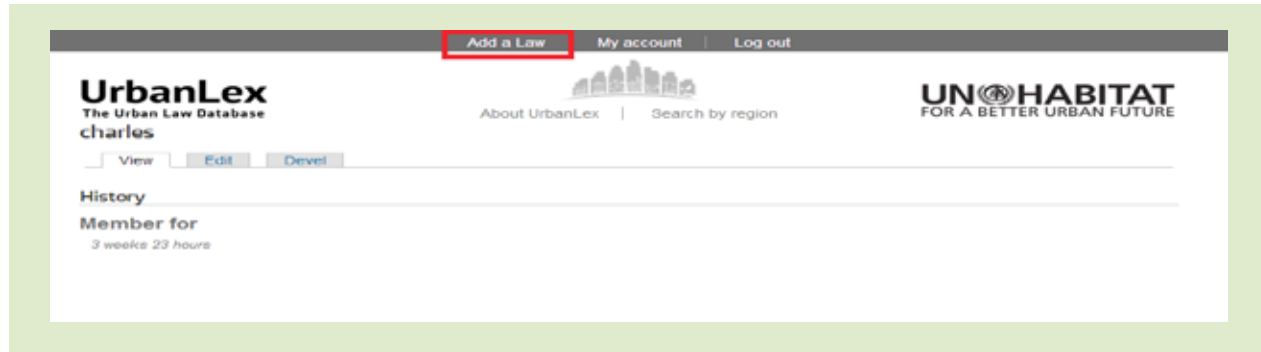 Add a Law My account | Log out
UrbanLex
The Urban Law Database
About UrbanLex | Search by region
UN HABITAT
FOR A BETTER URBAN FUTURE
charles
View Edit Devel
History
Member for
3 weeks 23 hours